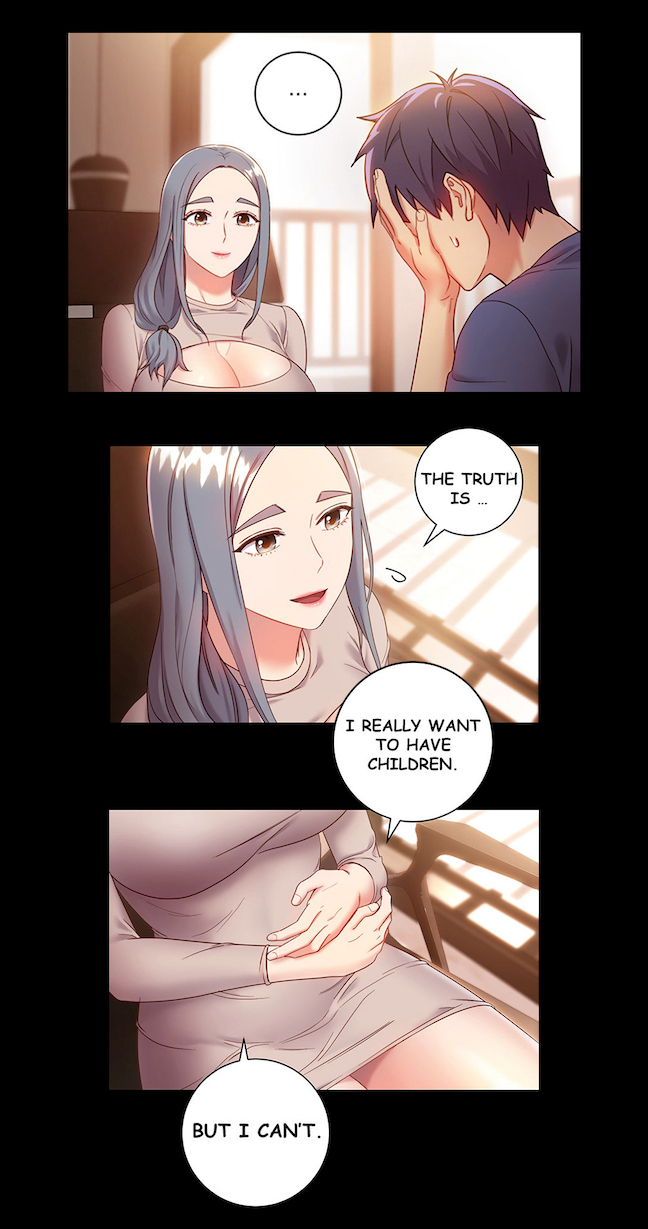 ...
THE TRUTH
IS ...
I REALLY WANT
TO HAVE
CHILDREN.
BUT I CAN'T.